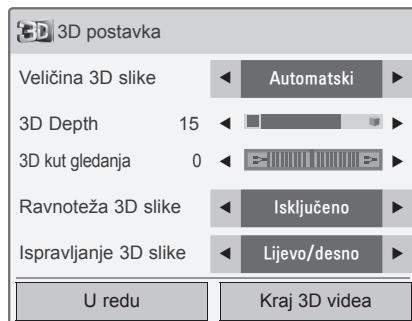 3D 3D postavka
Veličina 3D slike ◄ Automatski ►
3D Depth 15 ◄ ►
3D kut gledanja 0 ◄ ►
Ravnoteža 3D slike ◄ Isključeno ►
Ispravljanje 3D slike ◄ Lijevo/desno ►
U redu Kraj 3D videa